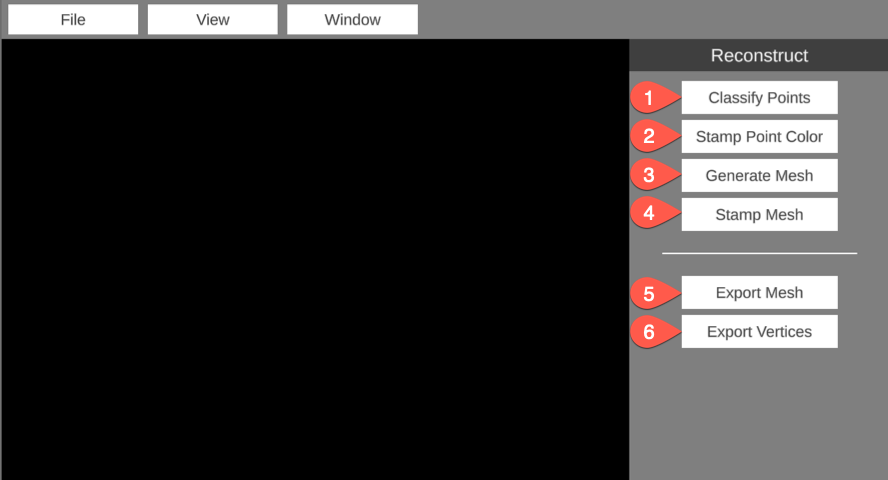 File View Window
Reconstruct
1 Classify Points
2 Stamp Point Color
3 Generate Mesh
4 Stamp Mesh
5 Export Mesh
6 Export Vertices